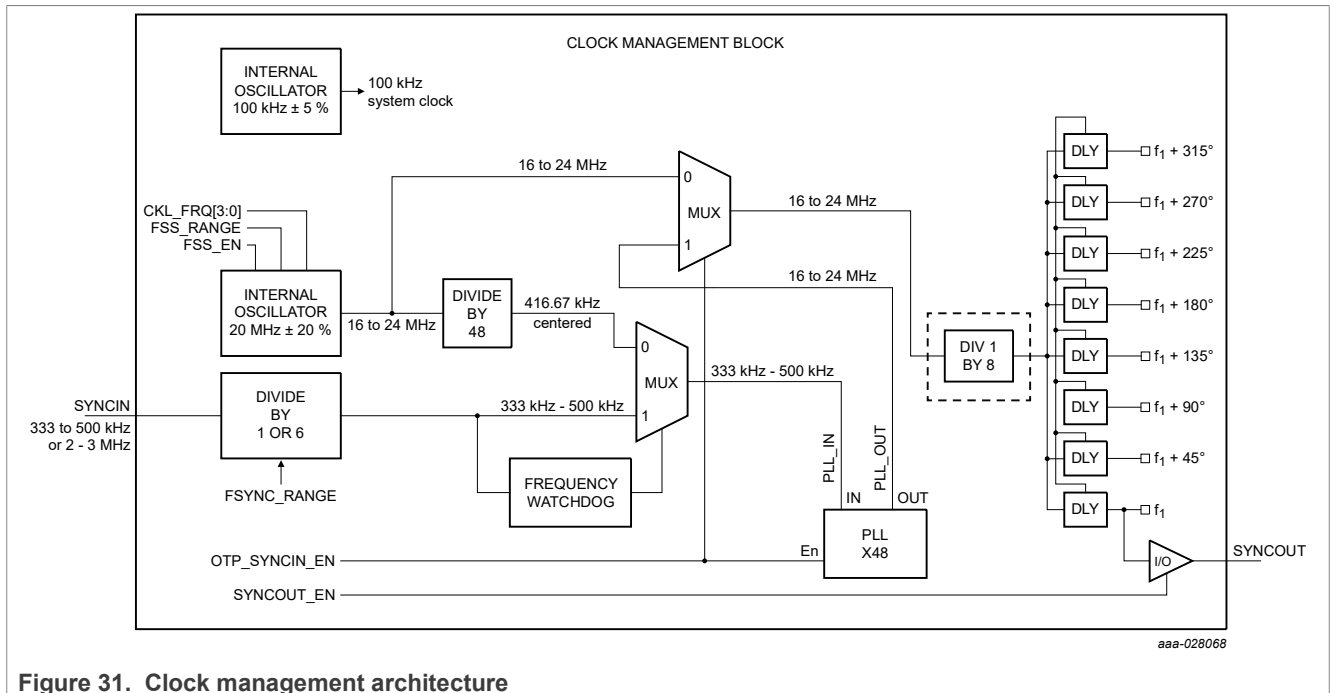 CLOCK MANAGEMENT BLOCK
INTERNAL
OSCILLATOR
100 kHz ± 5 %
100 kHz
system clock
16 to 24 MHz
0
MUX
1
16 to 24 MHz
16 to 24 MHz
CKL_FRQ[3:0]
FSS_RANGE
FSS_EN
INTERNAL
OSCILLATOR
20 MHz ± 20 %
16 to 24 MHz
DIVIDE
BY
48
416.67 kHz
centered
0
MUX
1
333 kHz - 500 kHz
SYNCIN
333 to 500 kHz
or 2 - 3 MHz
DIVIDE
BY
1 OR 6
333 kHz - 500 kHz
FSYNC_RANGE
FREQUENCY
WATCHDOG
PLL_IN
PLL_OUT
IN
OUT
En
PLL
X48
OTP_SYNCIN_EN
SYNCOUT_EN
DIV 1
BY 8
DLY
f1 + 315°
DLY
f1 + 270°
DLY
f1 + 225°
DLY
f1 + 180°
DLY
f1 + 135°
DLY
f1 + 90°
DLY
f1 + 45°
DLY
f1
I/O
SYNCOUT
aaa-028068
Figure 31. Clock management architecture